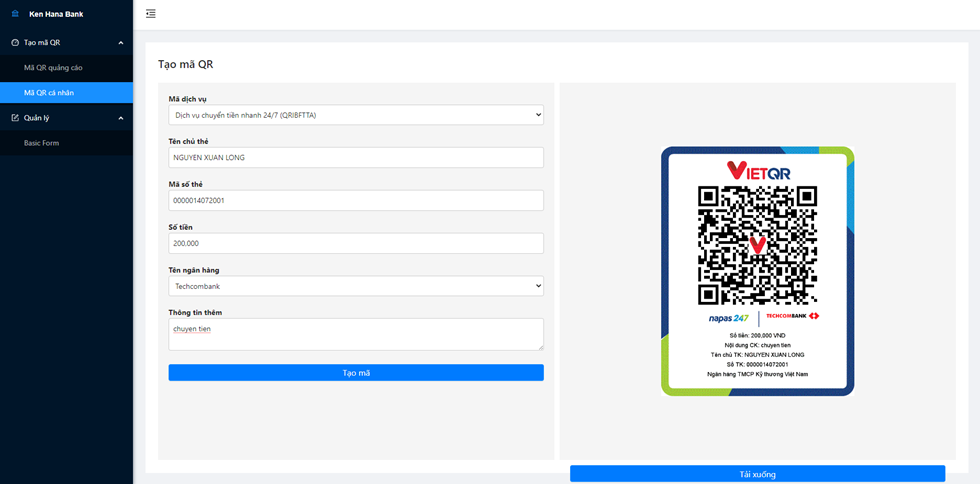 Ken Hana Bank
Tạo mã QR
Mã QR quảng cáo
Mã QR cá nhân
Quản lý
Basic Form
Tạo mã QR
Mã dịch vụ
Dịch vụ chuyển tiền nhanh 24/7 (QRIBFTTA)
Tên chủ thẻ
NGUYEN XUAN LONG
Mã số thẻ
0000014072001
Số tiền
200,000
Tên ngân hàng
Techcombank
Thông tin thêm
chuyen tien
Tạo mã
VIETQR
napas 247
TECHCOMBANK
Số tiền: 200,000 VND
Nội dung CK: chuyen tien
Tên chủ TK: NGUYEN XUAN LONG
Số TK: 0000014072001
Ngân hàng TMCP Kỹ thương Việt Nam
Tải xuống